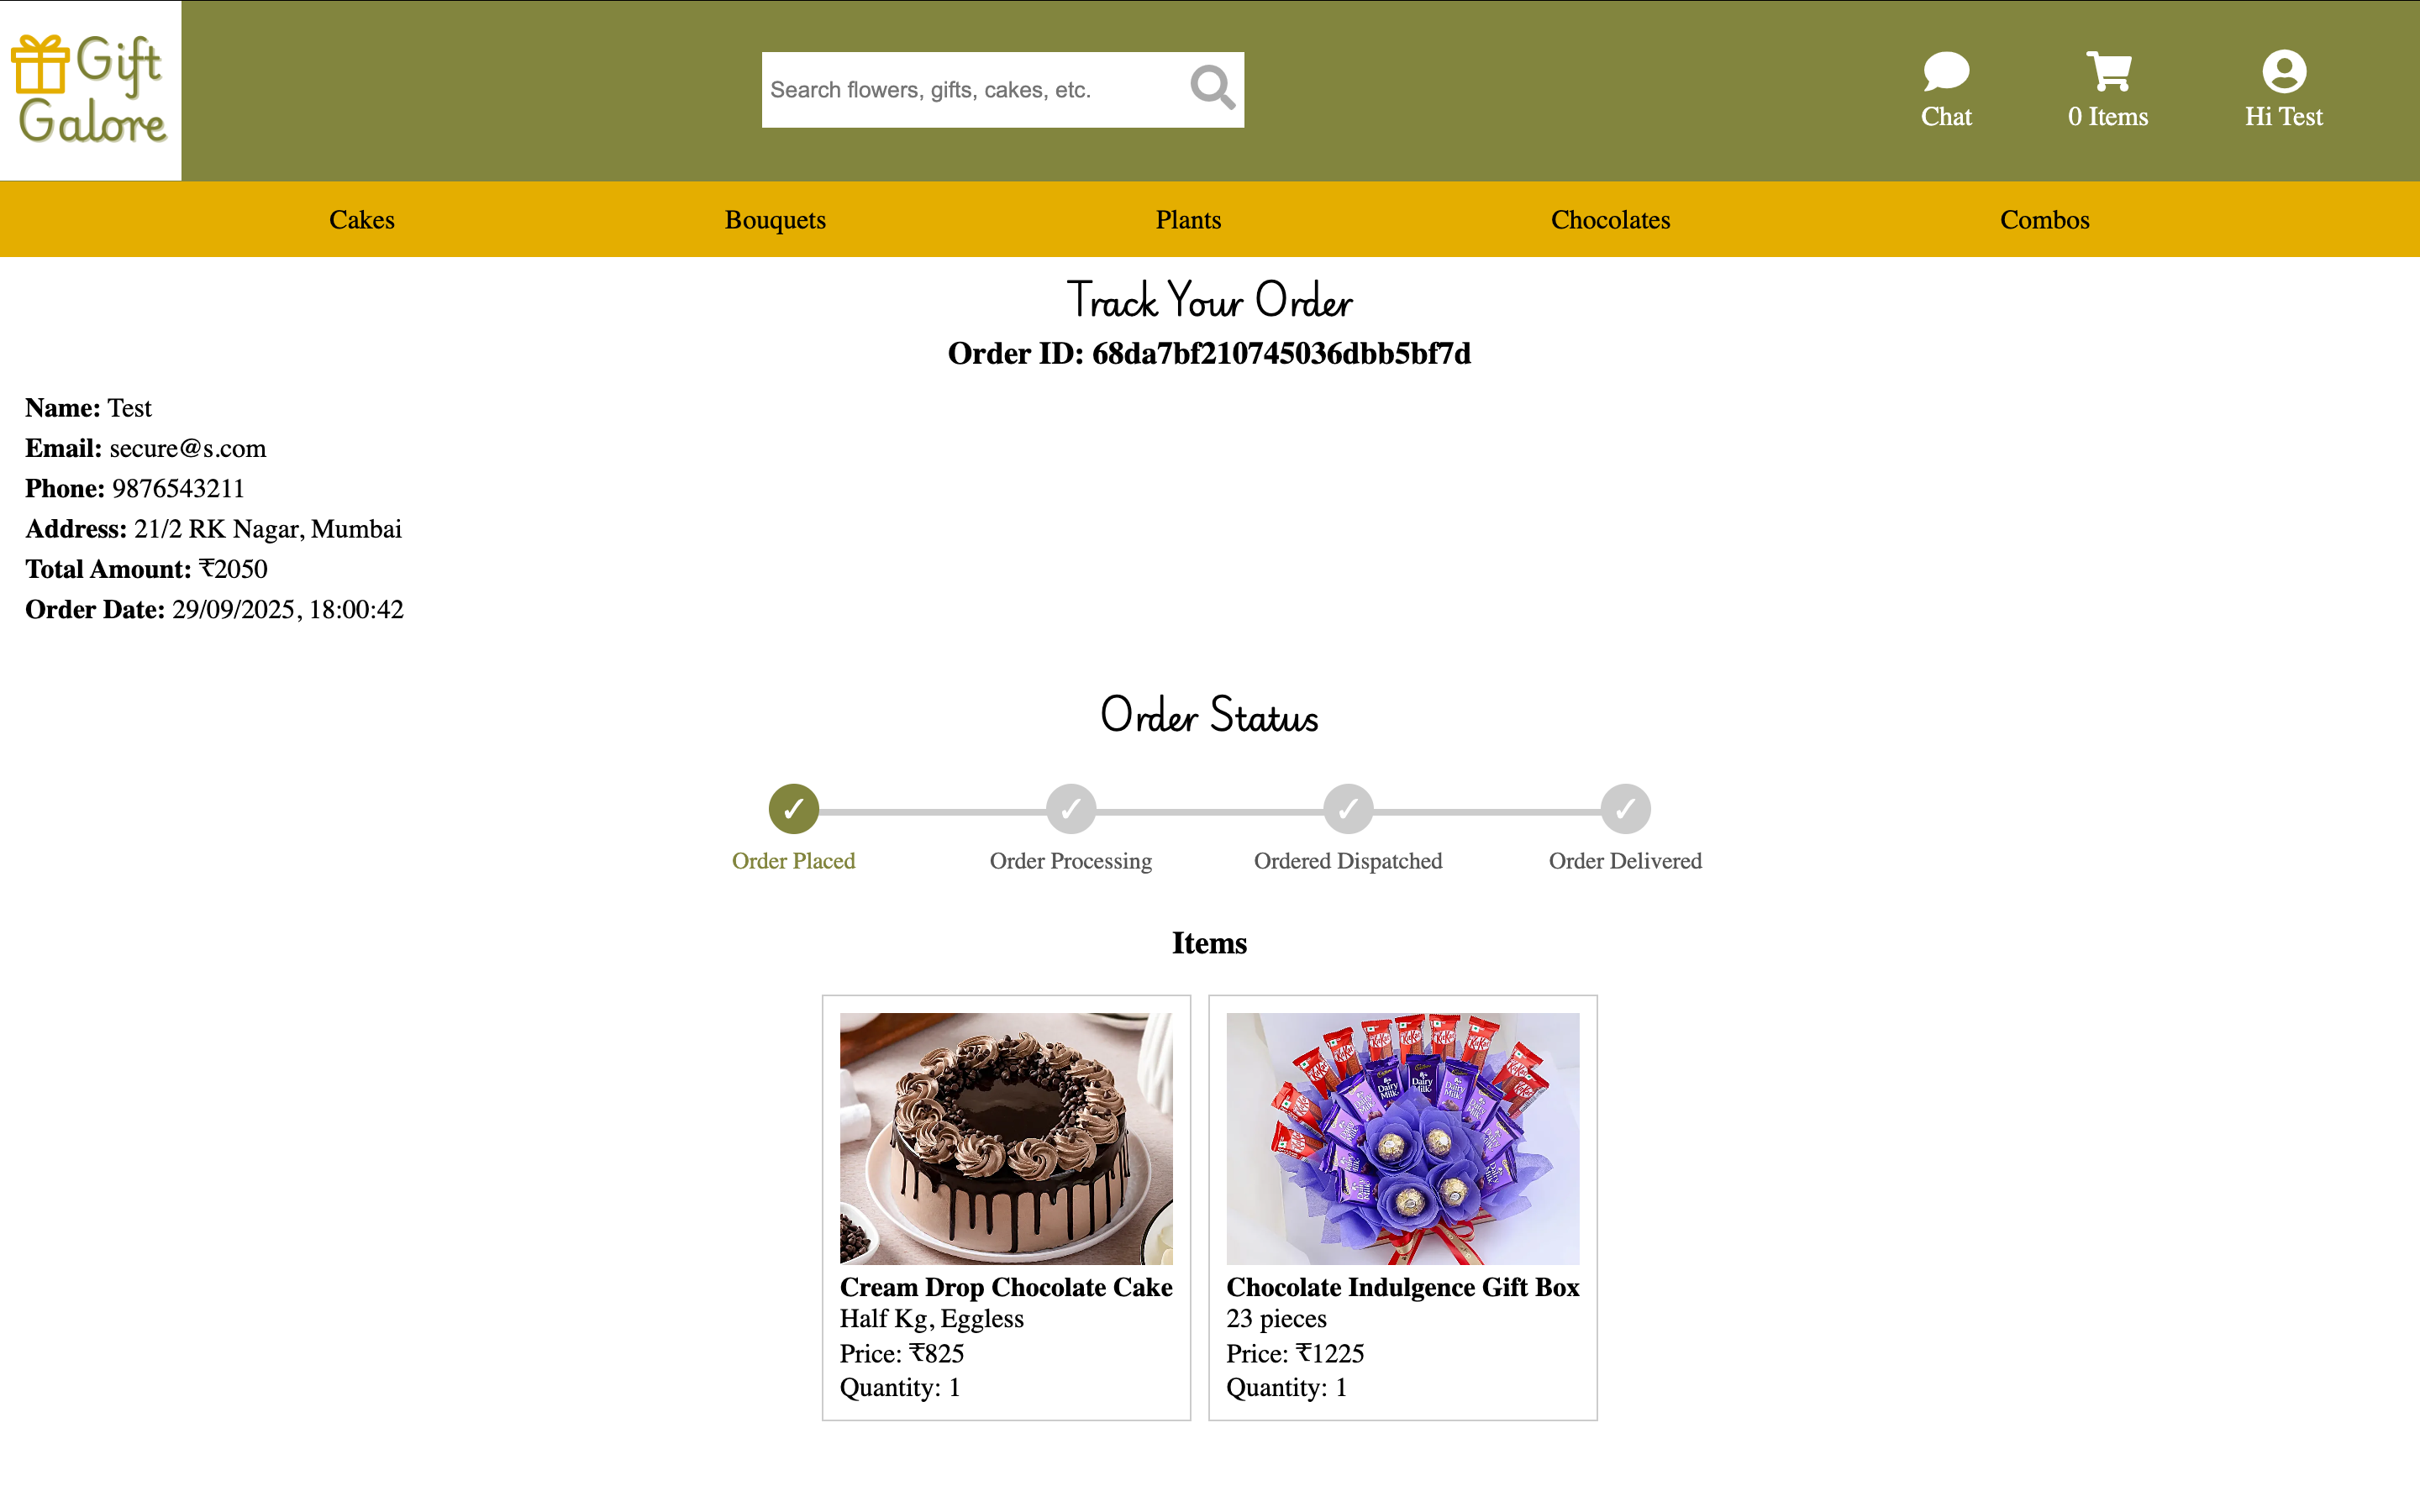 Gift
Galore
Search flowers, gifts, cakes, etc.
Chat
0 Items
Hi Test
Cakes
Bouquets
Plants
Chocolates
Combos
Track Your Order
Order ID: 68da7bf210745036dbb5bf7d
Name: Test
Email: secure@s.com
Phone: 9876543211
Address: 21/2 RK Nagar, Mumbai
Total Amount: ₹2050
Order Date: 29/09/2025, 18:00:42
Order Status
Order Placed
Order Processing
Ordered Dispatched
Order Delivered
Items
Cream Drop Chocolate Cake
Half Kg, Eggless
Price: ₹825
Quantity: 1
KitKat
Dairy Milk
Chocolate Indulgence Gift Box
23 pieces
Price: ₹1225
Quantity: 1